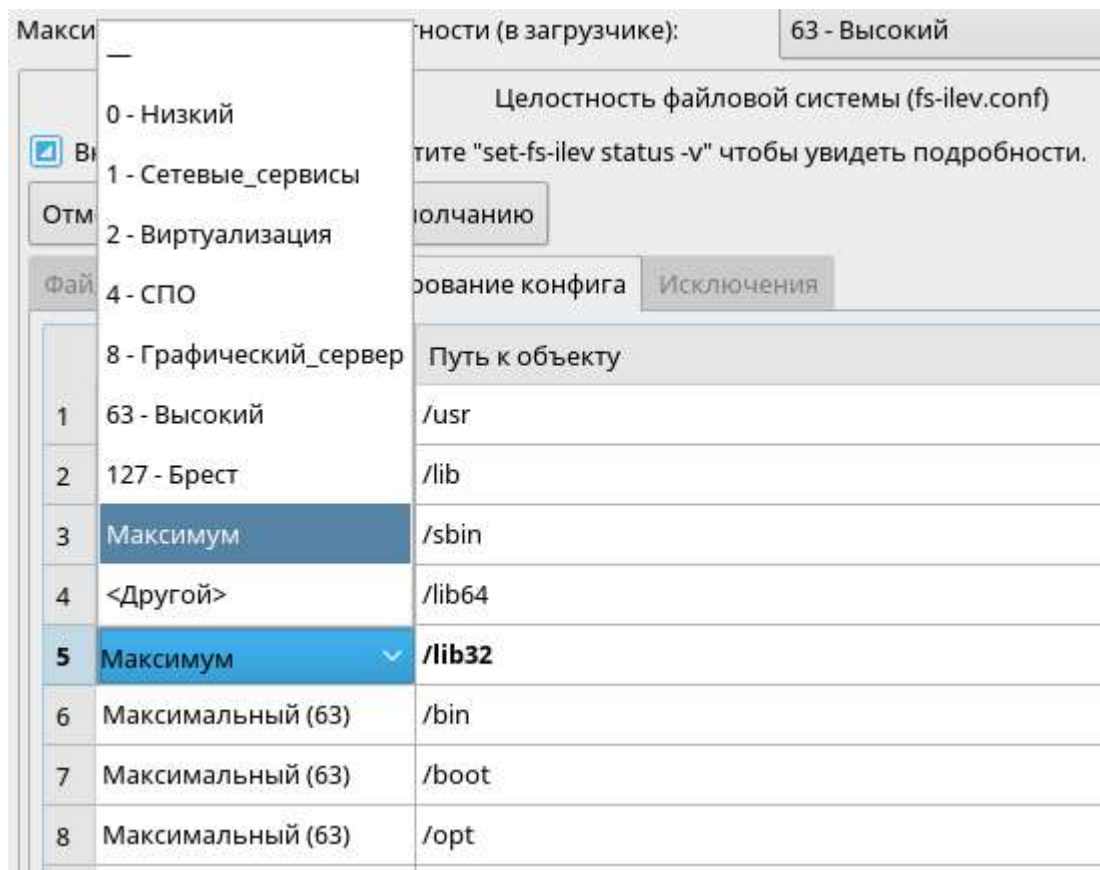 Макси
тности (в загрузчике):
63 - Высокий
—
0 - Низкий
1 - Сетевые_сервисы
2 - Виртуализация
4 - СПО
8 - Графический_сервер
63 - Высокий
127 - Брест
Максимум
<Другой>
Целостность файловой системы (fs-ilev.conf)
тите "set-fs-ilev status -v" чтобы увидеть подробности.
Отм
олчанию
Фай
рование конфига
Исключения
Путь к объекту
1 /usr
2 /lib
3 /sbin
4 /lib64
5 Максимум /lib32
6 Максимальный (63) /bin
7 Максимальный (63) /boot
8 Максимальный (63) /opt